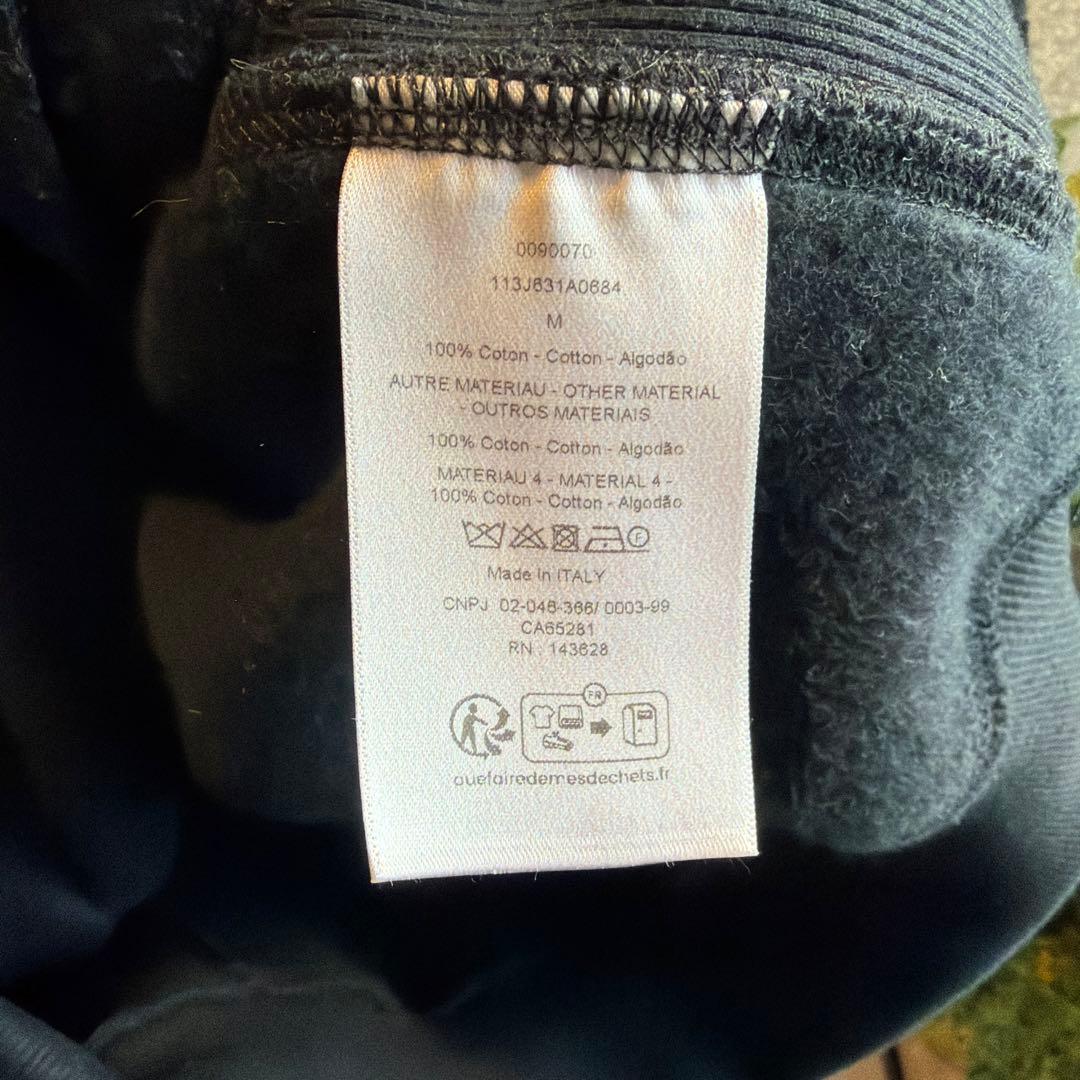 0090070
113J631A0684
M
100% Coton - Cotton - Algodão
AUTRE MATERIAU - OTHER MATERIAL
- OUTROS MATERIAIS
100% Coton - Cotton - Algodão
MATERIAU 4 - MATERIAL 4 -
100% Coton - Cotton - Algodão
F
Made in ITALY
CNPJ 02-046-366/ 0003-99
CA65281
RN : 143628
FR
quefairedemesdechets.fr